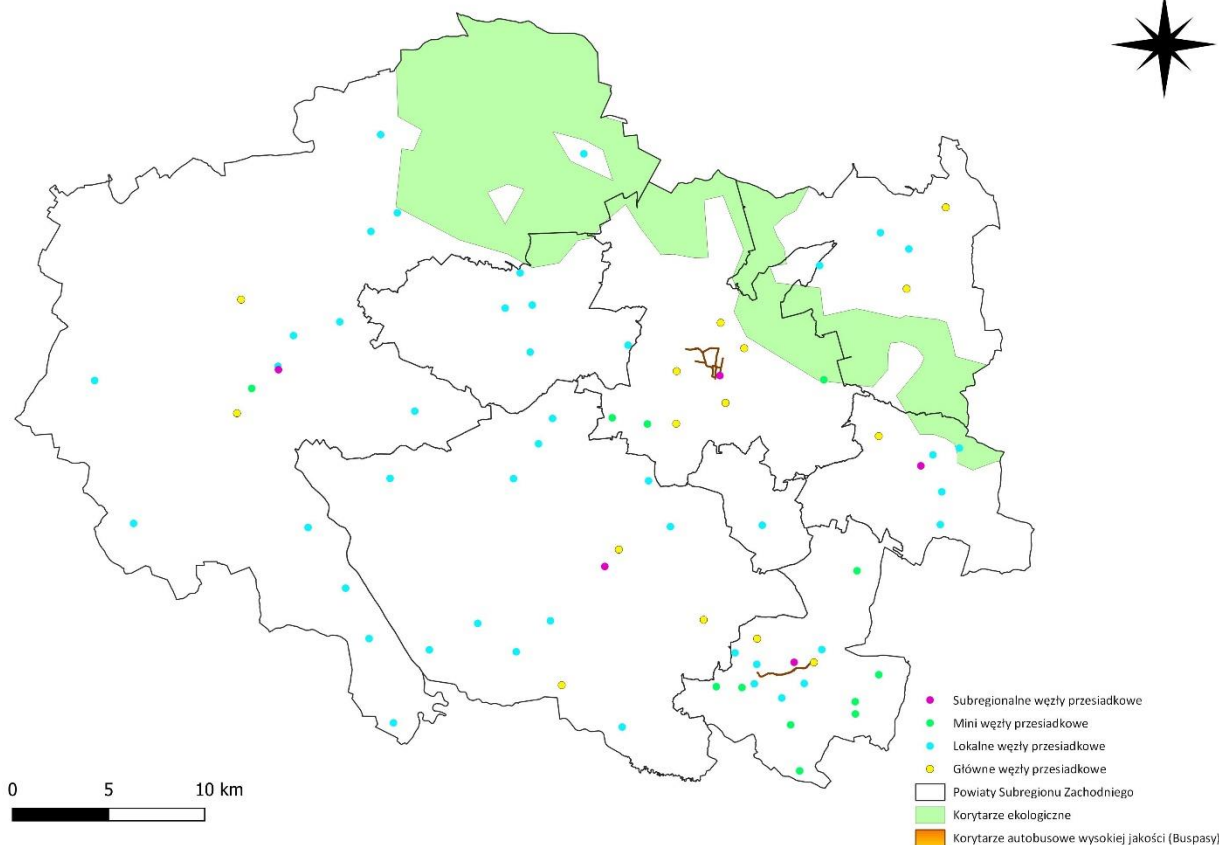 Subregionalne węzły przesiadkowe
Mini węzły przesiadkowe
Lokalne węzły przesiadkowe
Główne węzły przesiadkowe
Powiaty Subregionu Zachodniego
Korytarze ekologiczne
Korytarze autobusowe wysokiej jakości (Buspasy)
0 5 10 km